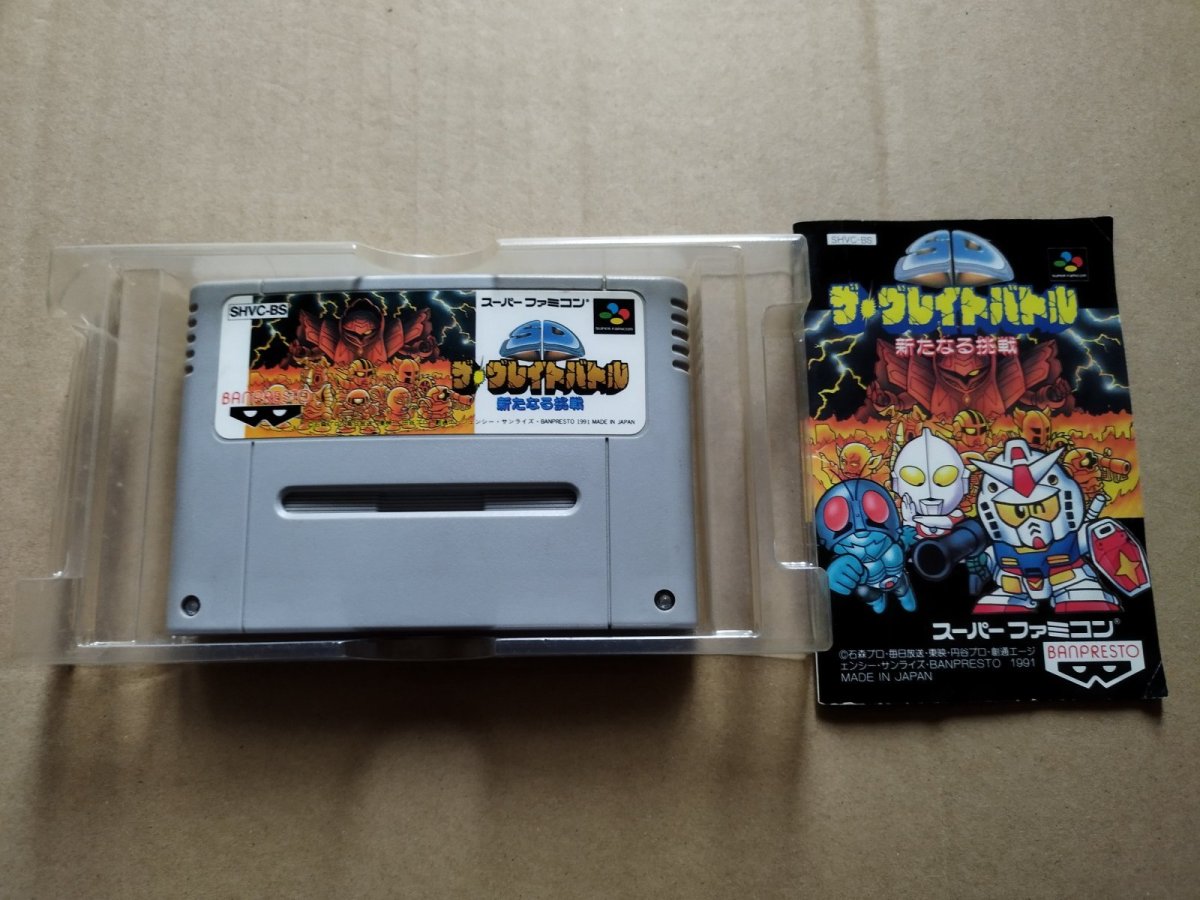 SHVC-BS
スーパーファミコン
SUPER FAMICOM
SD
ザ・グレイトバトル
新たなる挑戦
BANPRESTO
エンシー・サンライズ・BANPRESTO 1991 MADE IN JAPAN
SHVC-BS
SD
SUPER FAMICOM
ザ・グレイトバトル
新たなる挑戦
スーパーファミコン
©石森プロ・毎日放送・東映・円谷プロ・創通エージ
エンシー・サンライズ・BANPRESTO 1991
MADE IN JAPAN
BANPRESTO